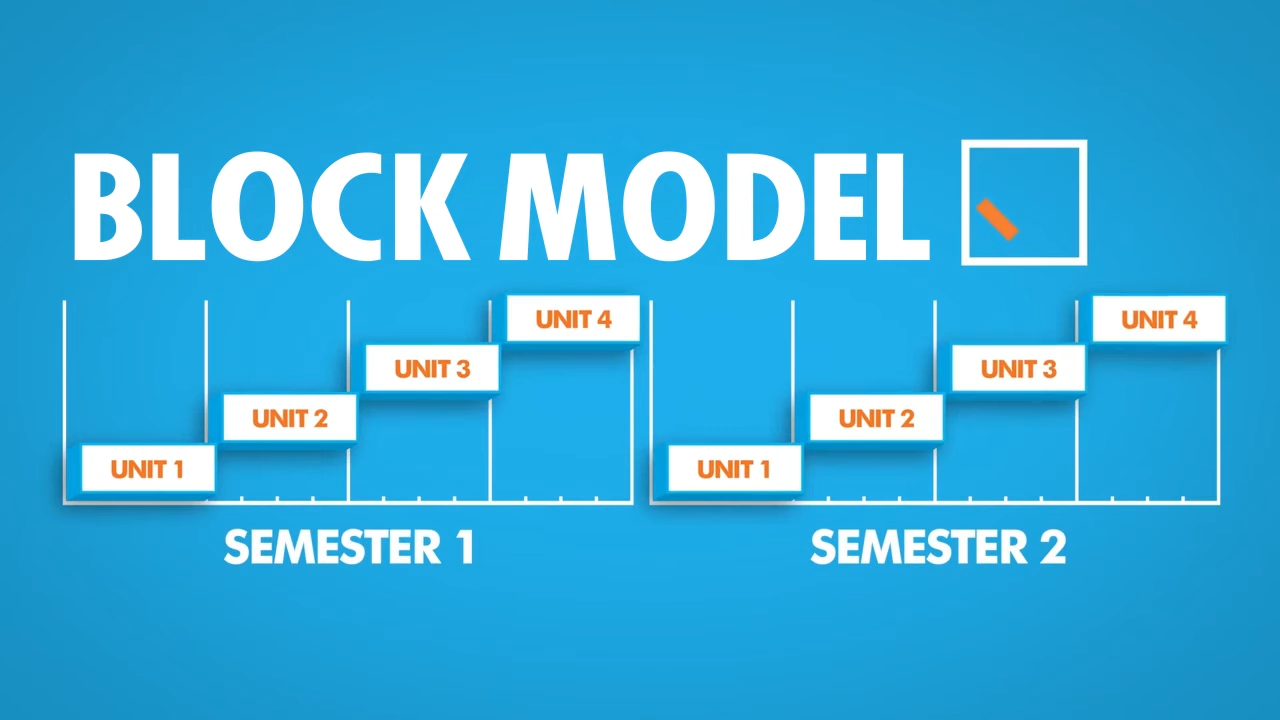 BLOCK MODEL
UNIT 4
UNIT 4
UNIT 3
UNIT 3
UNIT 2
UNIT 2
UNIT 1
UNIT 1
SEMESTER 1
SEMESTER 2